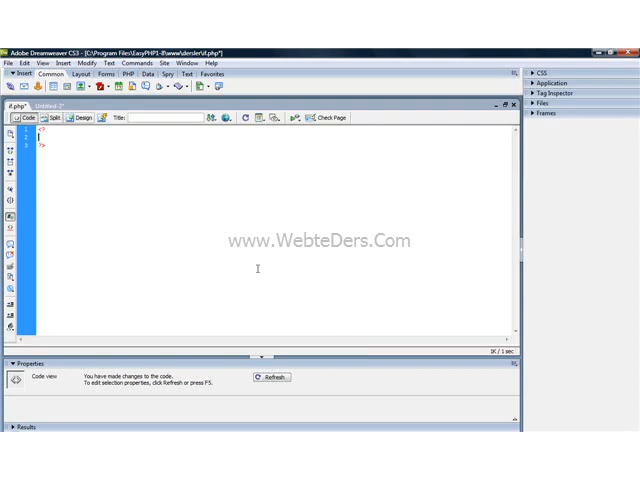 Adobe Dreamweaver CS3 - [C:\Program Files\EasyPHP1-8\www\dersler\if.php*]
File Edit View Insert Modify Text Commands Site Window Help
Insert Common Layout Forms PHP Data Spry Text Favorites
CSS
Application
Tag Inspector
Files
Frames
if.php* Untitled-2*
Code Split Design Title: Check Page
1 <?
2
3 ?>
www.WebteDers.Com
1K / 1 sec
Properties
Code view
You have made changes to the code.
To edit selection properties, click Refresh or press F5.
Refresh
Results